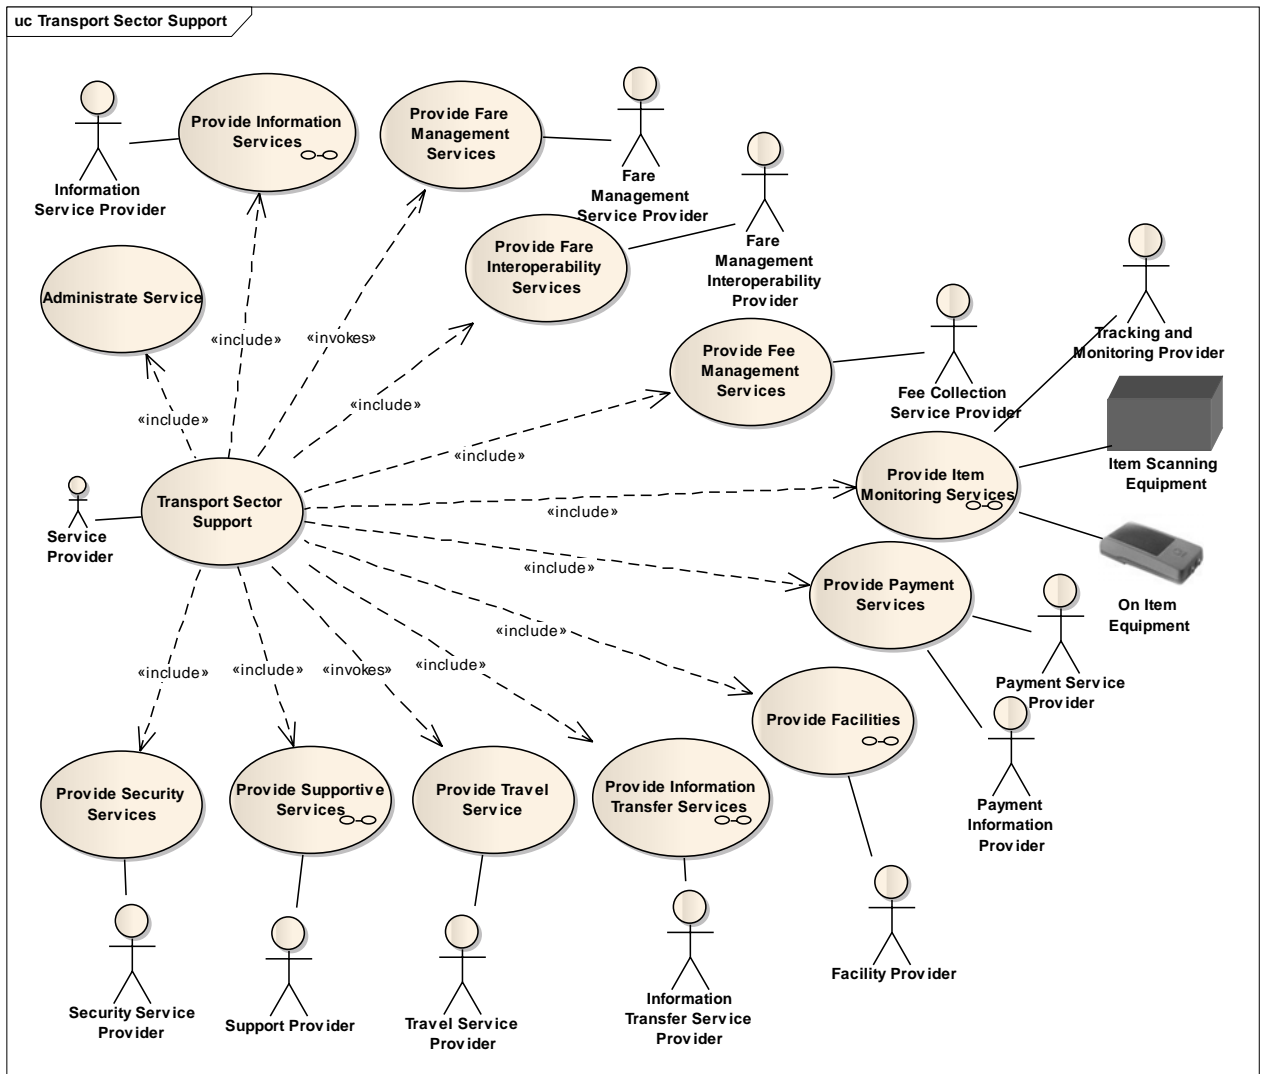 uc Transport Sector Support
Provide Information
Services
Information
Service Provider
Provide Fare
Management
Services
Fare
Management
Service Provider
Provide Fare
Interoperability
Services
Fare
Management
Interoperability
Provider
Administrate Service
«include»
«invokes»
«include»
«include»
Provide Fee
Management
Services
Fee Collection
Service Provider
Tracking and
Monitoring Provider
Item Scanning
Equipment
Provide Item
Monitoring Services
«include»
Transport Sector
Support
Service
Provider
«include»
On Item
Equipment
«include»
Provide Payment
Services
Payment Service
Provider
Payment
Information
Provider
«include»
Provide Facilities
Facility Provider
«include»
«include»
«invokes»
«include»
Provide Security
Services
Provide Supportive
Services
Provide Travel
Service
Provide Information
Transfer Services
Security Service
Provider
Support Provider
Travel Service
Provider
Information
Transfer Service
Provider